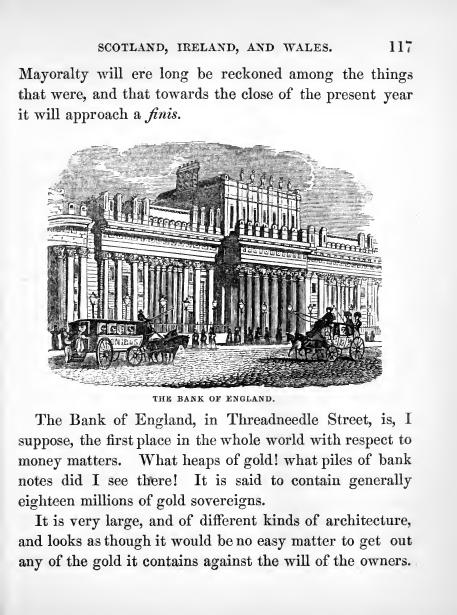 SCOTLAND, IRELAND, AND WALES. 117
Mayoralty will ere long be reckoned among the things
that were, and that towards the close of the present year
it will approach a finis.
OMNIBUS
THE BANK OF ENGLAND.
The Bank of England, in Threadneedle Street, is, I
suppose, the first place in the whole world with respect to
money matters. What heaps of gold! what piles of bank
notes did I see there! It is said to contain generally
eighteen millions of gold sovereigns.
It is very large, and of different kinds of architecture,
and looks as though it would be no easy matter to get out
any of the gold it contains against the will of the owners.